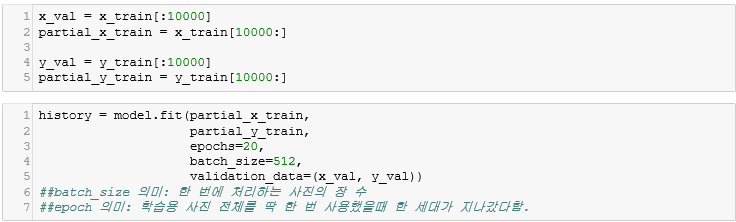 1 x_val = x_train[:10000]
2 partial_x_train = x_train[10000:]
3
4 y_val = y_train[:10000]
5 partial_y_train = y_train[10000:]
1 history = model.fit(partial_x_train,
2 partial_y_train,
3 epochs=20,
4 batch_size=512,
5 validation_data=(x_val, y_val))
6 ##batch_size 의미: 한 번에 처리하는 사진의 장 수
7 ##epoch 의미: 학습용 사진 전체를 딱 한 번 사용했을때 한 세대가 지나갔다함.